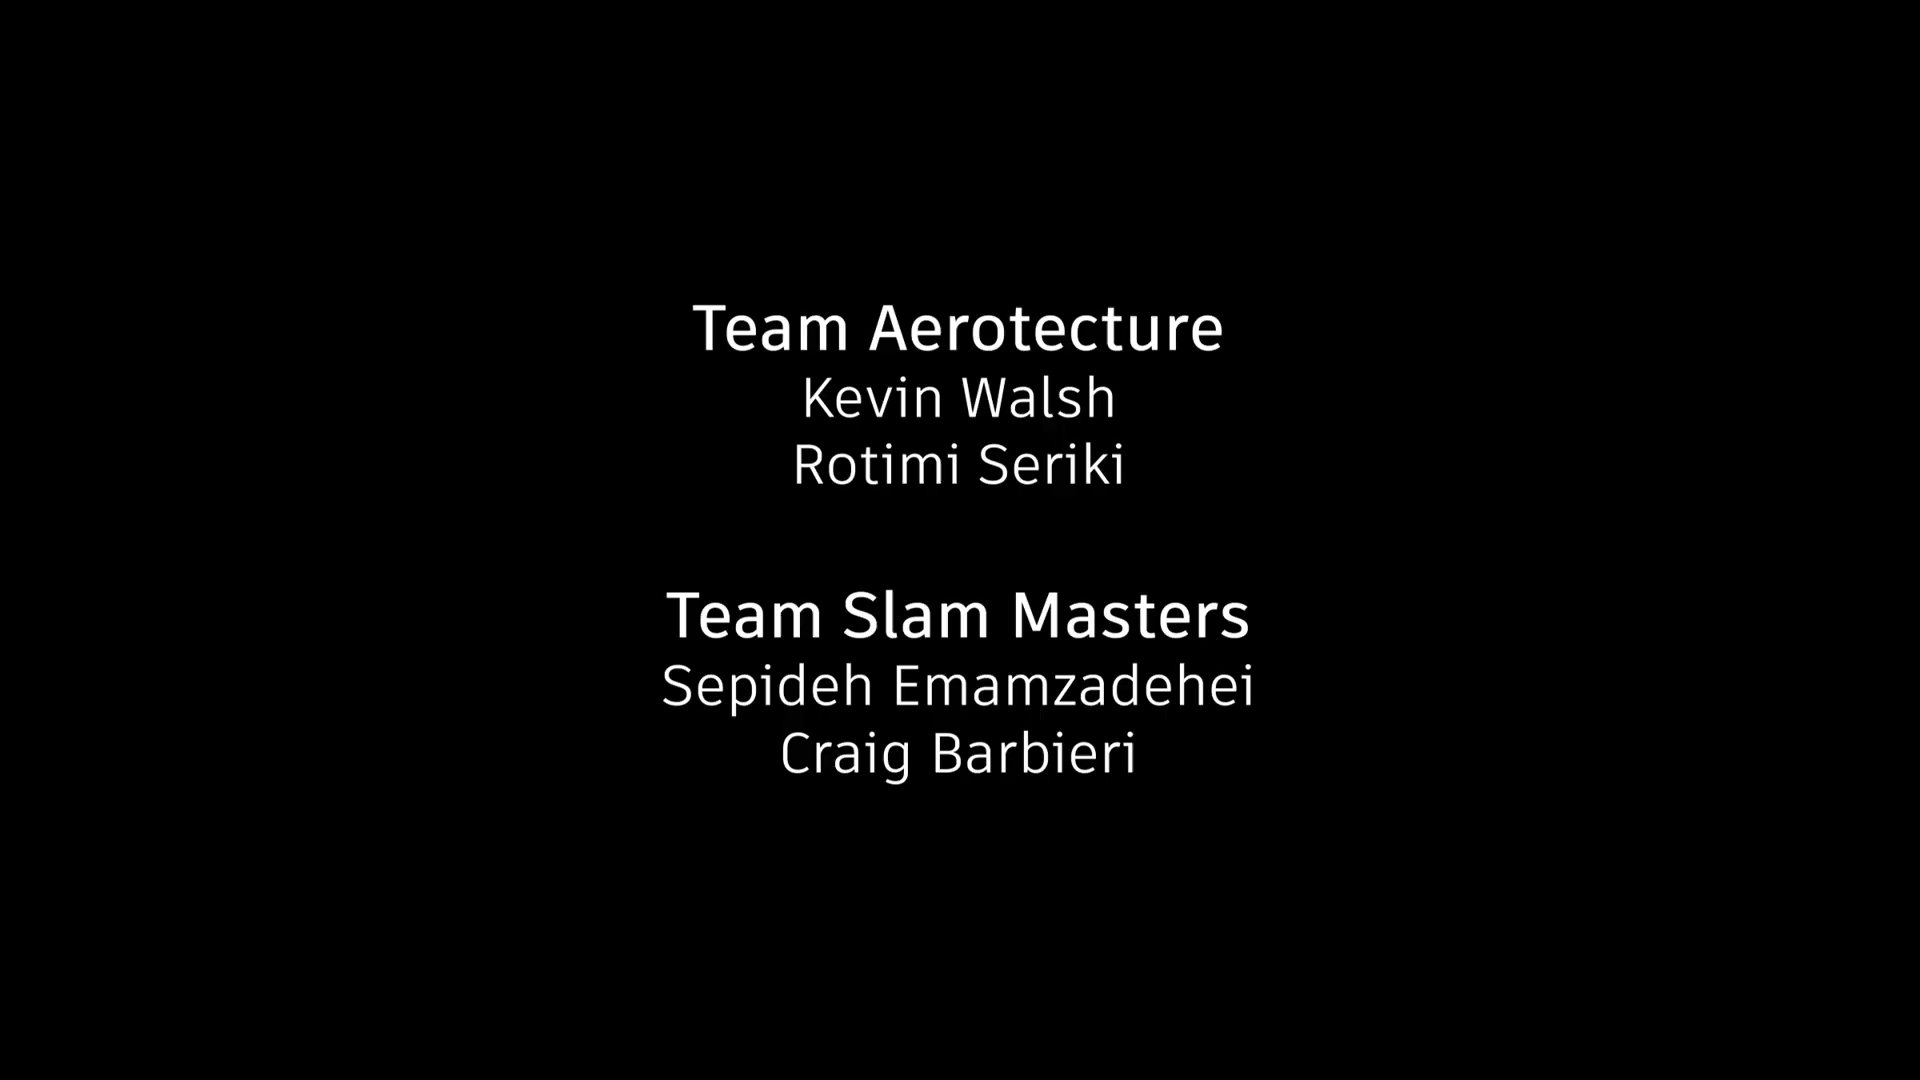 Team Aerotecture
Kevin Walsh
Rotimi Seriki
Team Slam Masters
Sepideh Emamzadehei
Craig Barbieri